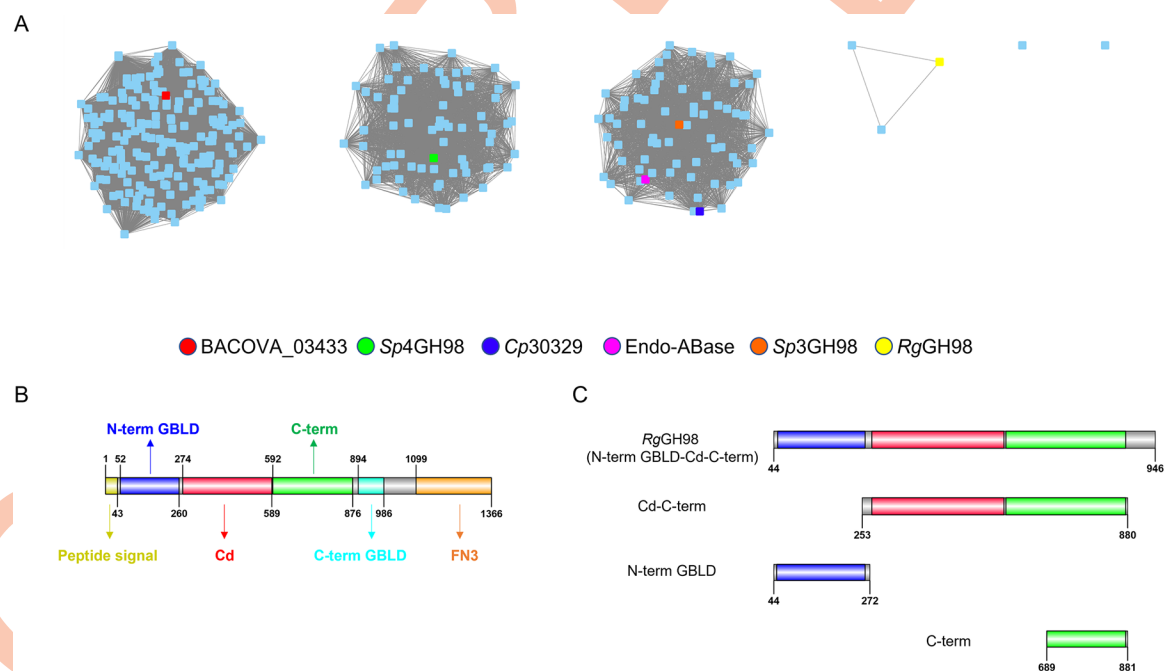 A
BACOVA_03433 Sp4GH98 Cp30329 Endo-ABase Sp3GH98 RgGH98
B
N-term GBLD C-term
1 52 274 592 894 1099
43 260 589 876 986 1366
Peptide signal Cd C-term GBLD FN3
C
RgGH98
(N-term GBLD-Cd-C-term)
44 946
Cd-C-term
253 880
N-term GBLD
44 272
C-term
689 881